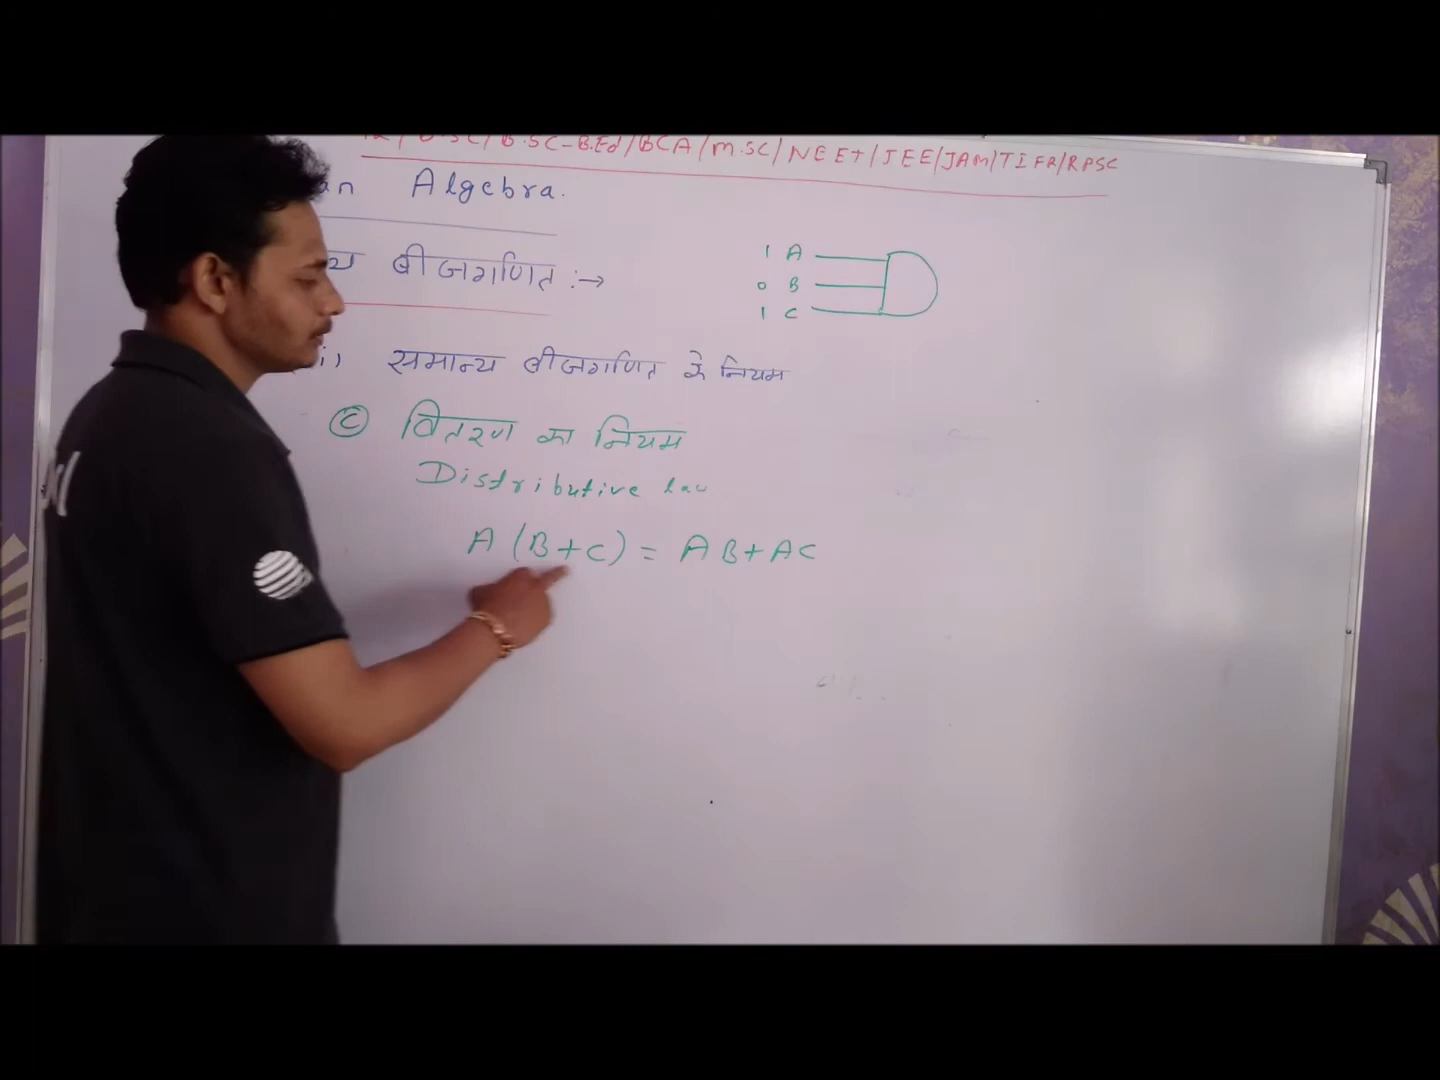 B.SC-B.Ed/BCA/M.SC/NEET/JEE/JAM/TIFR/RPSC
Algebra.
बीजगणित :→
1 A
0 B
1 C
समान्य बीजगणित के नियम
C वितरण का नियम
Distributive law
A (B+C) = AB+AC